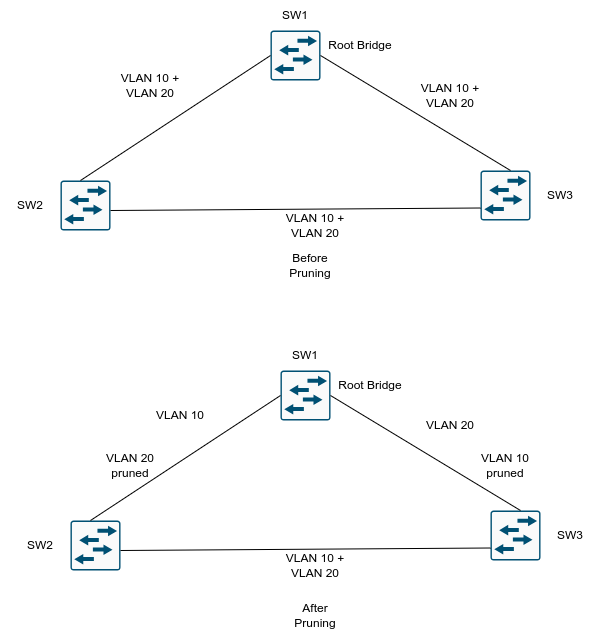 SW1
Root Bridge
VLAN 10 +
VLAN 20
VLAN 10 +
VLAN 20
SW2
SW3
VLAN 10 +
VLAN 20
Before
Pruning
SW1
Root Bridge
VLAN 10
VLAN 20
VLAN 20
pruned
VLAN 10
pruned
SW2
SW3
VLAN 10 +
VLAN 20
After
Pruning